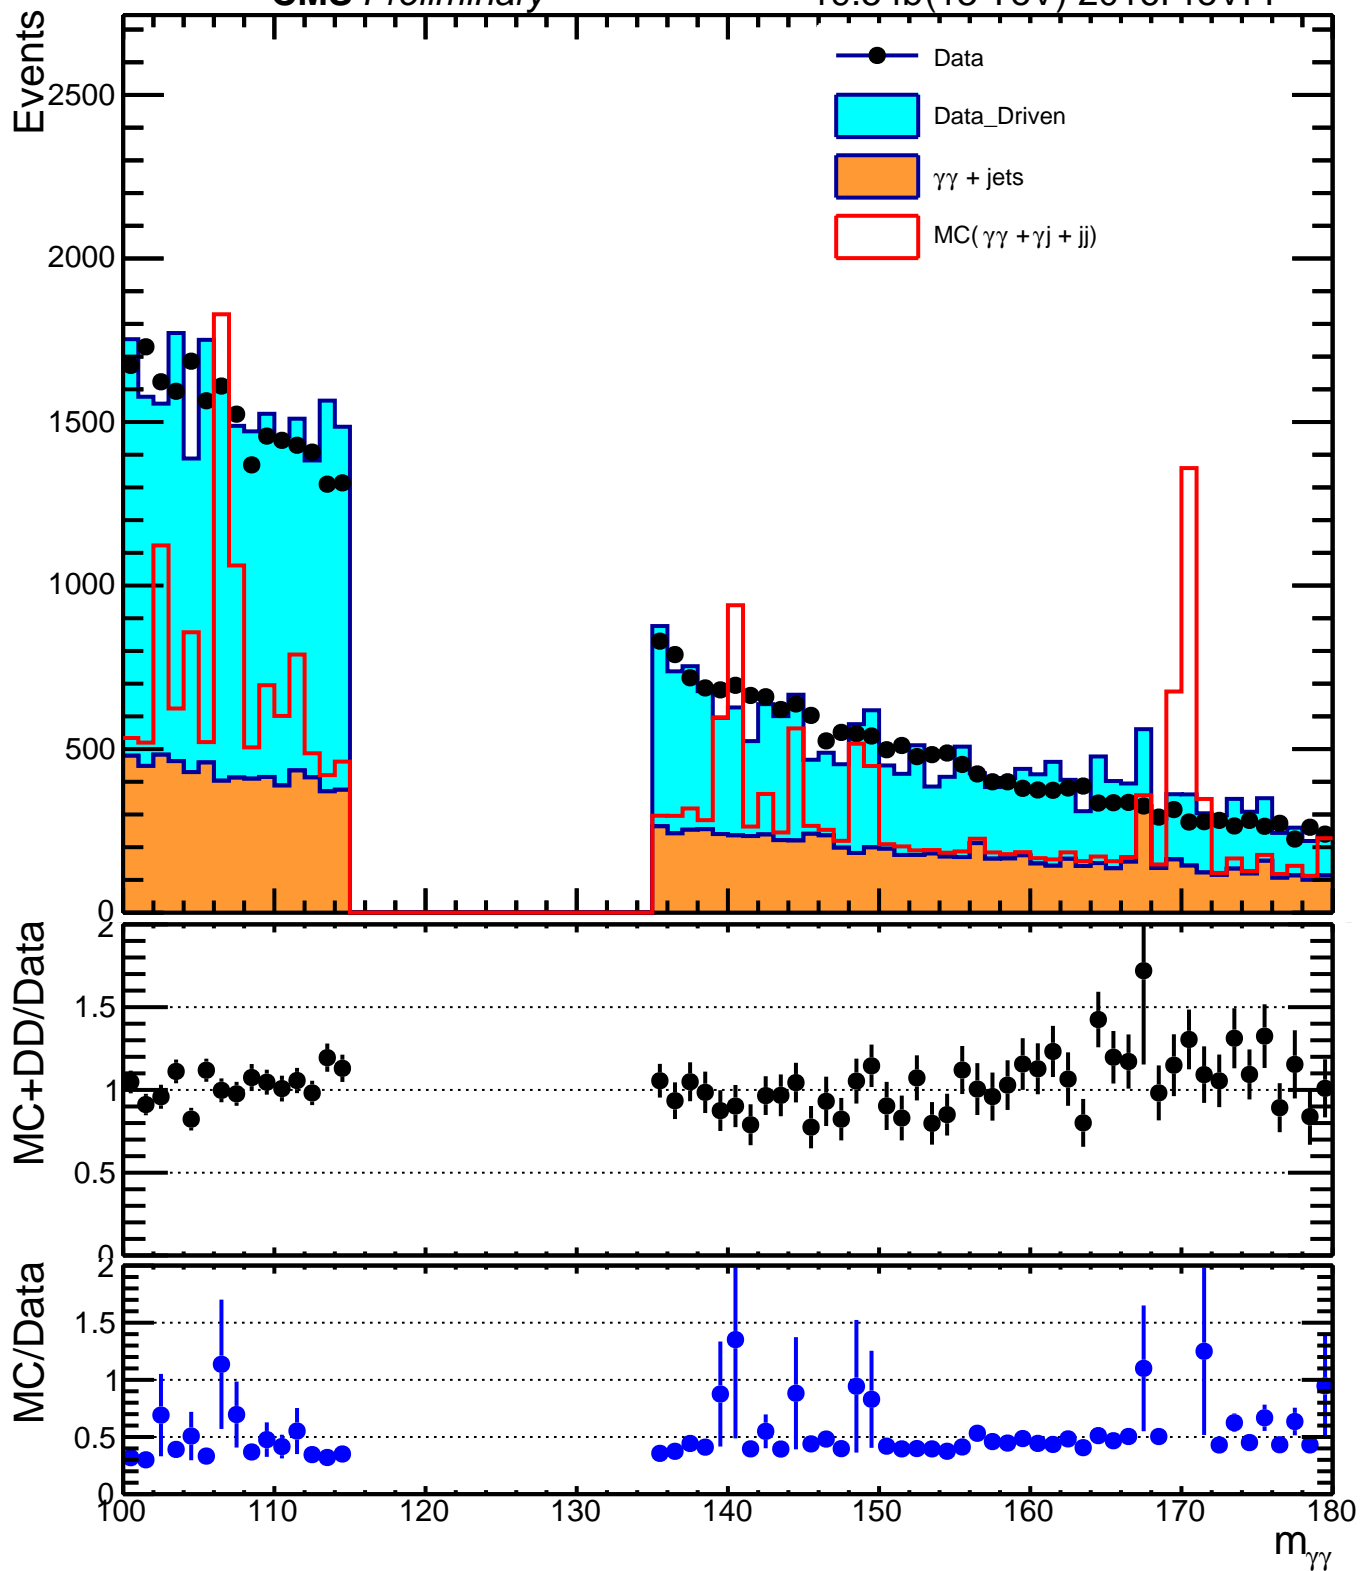 CMS Preliminary
Events
2500
2000
1500
1000
500
0
Data
Data_Driven
γγ + jets
MC( γγ + γj + jj)
MC+DD/Data
2
1.5
1
0.5
0
MC/Data
2
1.5
1
0.5
0
100 110 120 130 140 150 160 170 180
mγγ